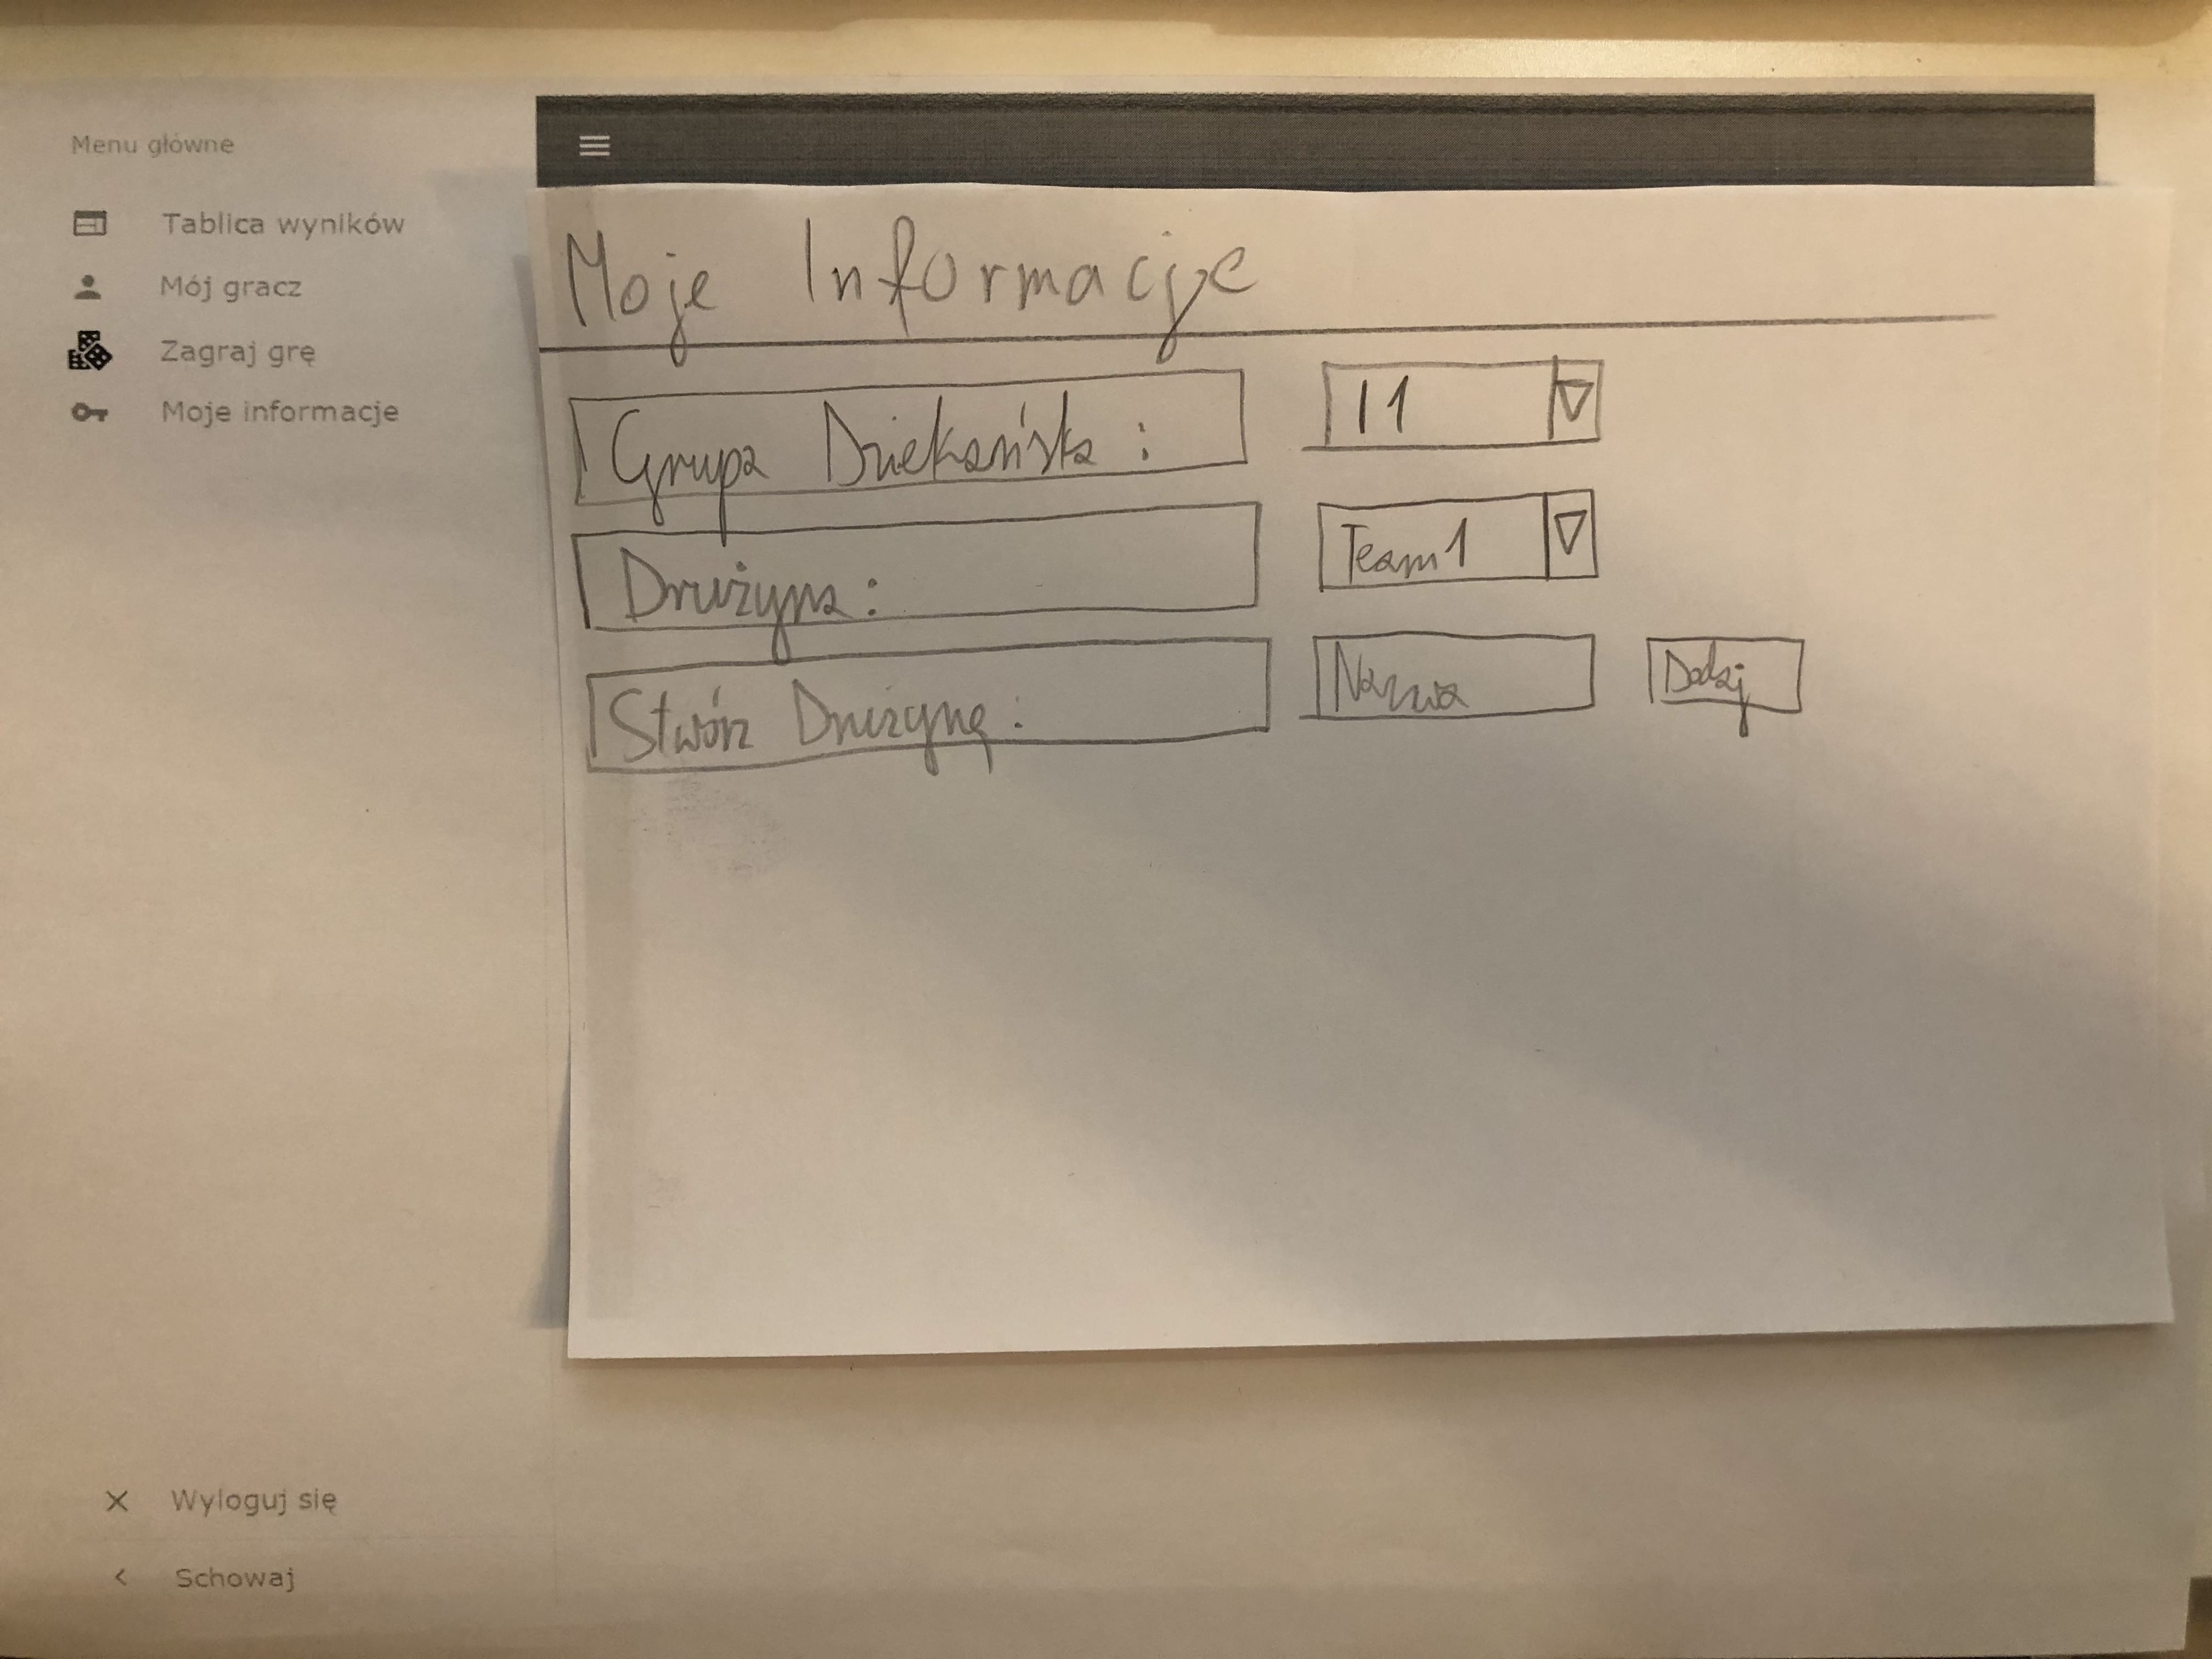 Menu główne
Tablica wyników
Mój gracz
Zagraj grę
Moje informacje
Wyloguj się
Schowaj
Moje Informacje
Grupa Dziekańska : I1
Drużyna : Team1
Stwórz Drużynę : Nazwa Dodaj